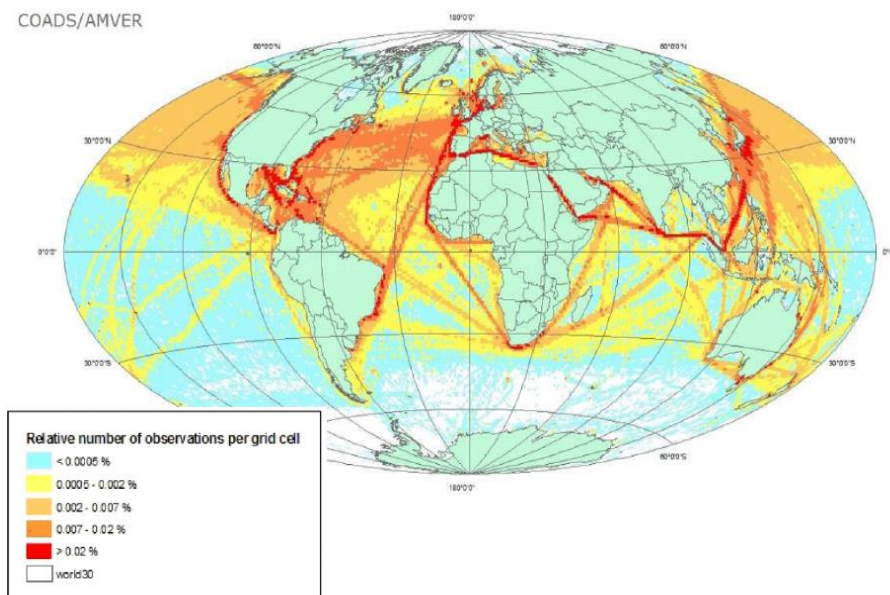 COADS/AMVER
180°0'0"
60°0'0"N
60°0'0"N
30°0'0"N
30°0'0"N
0°0'0"
0°0'0"
30°0'0"S
30°0'0"S
60°0'0"S
180°0'0"
Relative number of observations per grid cell
< 0.0005 %
0.0005 - 0.002 %
0.002 - 0.007 %
0.007 - 0.02 %
> 0.02 %
world30